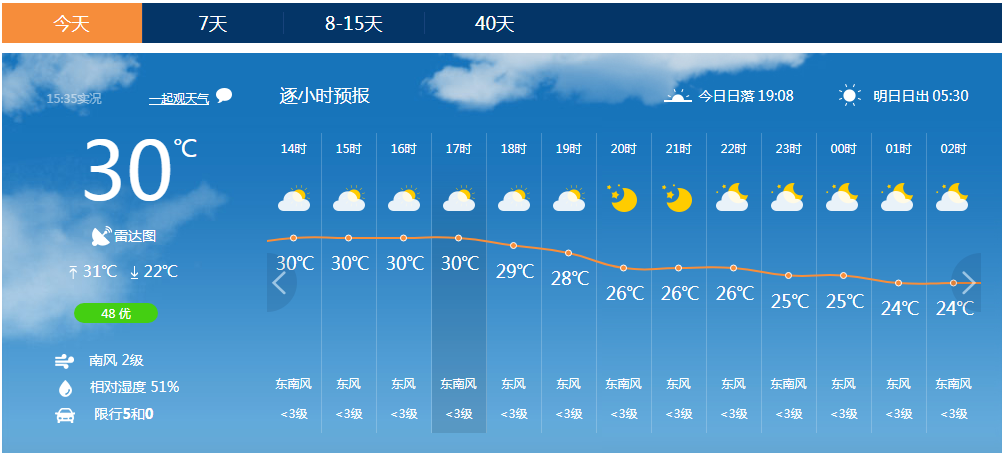 今天 7天 8-15天 40天
15:35实况 一起观天气 逐小时预报 今日日落 19:08 明日日出 05:30
30℃
雷达图
31℃ 22℃
48 优
南风 2级
相对湿度 51%
限行5和0
14时 15时 16时 17时 18时 19时 20时 21时 22时 23时 00时 01时 02时
30℃ 30℃ 30℃ 30℃ 29℃ 28℃ 26℃ 26℃ 26℃ 25℃ 25℃ 24℃ 24℃
东南风 东风 东风 东南风 东风 东风 东南风 东风 东风 东南风 东风 东风 东南风
<3级 <3级 <3级 <3级 <3级 <3级 <3级 <3级 <3级 <3级 <3级 <3级 <3级